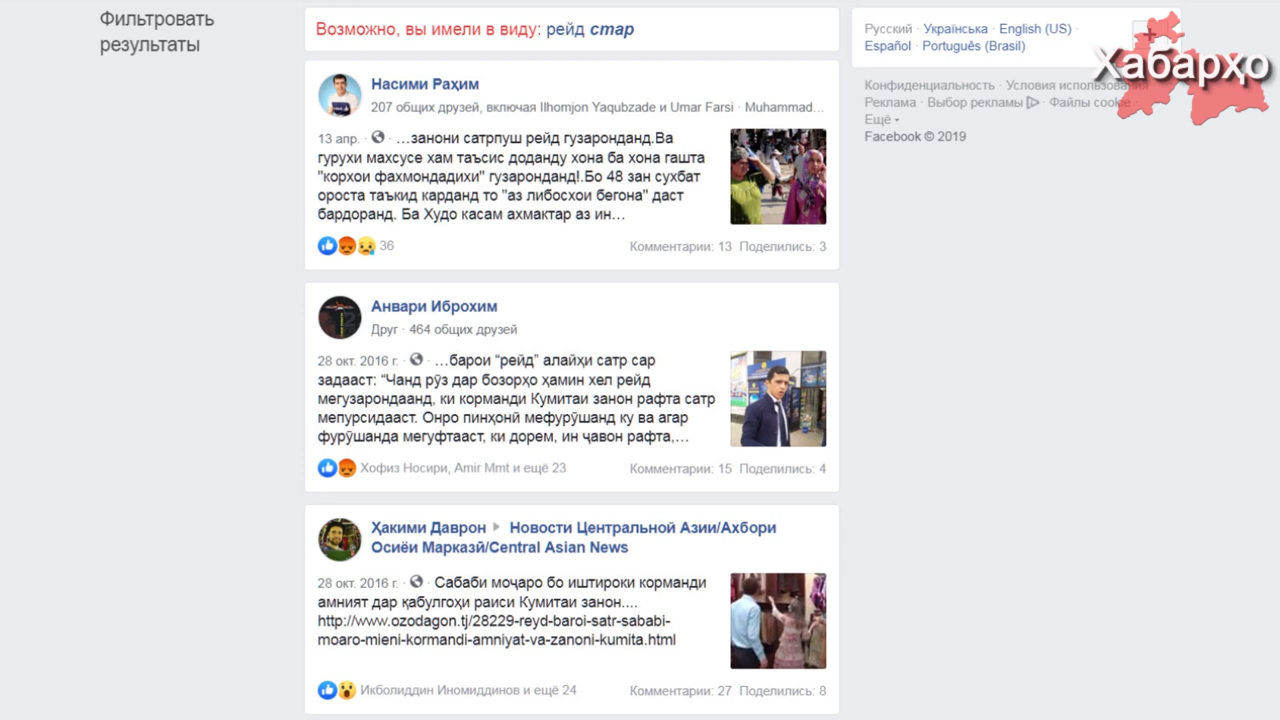 Фильтровать
результаты
Возможно, вы имели в виду: рейд стар
Насими Раҳим
207 общих друзей, включая Ilhomjon Yaqubzade и Umar Farsi · Muhammad...
13 апр. · …занони сатрпуш рейд гузаронданд.Ва
гурухи махсусе хам таъсис доданду хона ба хона гашта
"корхои фахмондадихи" гузаронданд!.Бо 48 зан сухбат
ороста таъкид карданд то "аз либосхои бегона" даст
бардоранд. Ба Худо касам ахмактар аз ин…
36
Комментарии: 13 Поделились: 3
Анвари Иброхим
Друг · 464 общих друзей
28 окт. 2016 г. · …барои “рейд” алайҳи сатр сар
задааст: “Чанд рӯз дар бозорҳо ҳамин хел рейд
мегузарондаанд, ки корманди Кумитаи занон рафта сатр
мепурсидааст. Онро пинҳонӣ мефурӯшанд ку ва агар
фурӯшанда мегуфтааст, ки дорем, ин ҷавон рафта,…
Хофиз Носири, Amir Mmt и ещё 23
Комментарии: 15 Поделились: 4
Ҳакими Даврон Новости Центральной Азии/Ахбори
Осиёи Марказӣ/Central Asian News
28 окт. 2016 г. · Сабаби моҷаро бо иштироки корманди
амният дар қабулгоҳи раиси Кумитаи занон....
http://www.ozodagon.tj/28229-reyd-baroi-satr-sababi-
moaro-mieni-kormandi-amniyat-va-zanoni-kumita.html
Икболиддин Иномиддинов и ещё 24
Комментарии: 27 Поделились: 8
Русский · Українська · English (US) ·
Español · Português (Brasil)
+
Хабарҳо
Конфиденциальность · Условия использования
Реклама · Выбор рекламы · Файлы cookie ·
Ещё
Facebook © 2019